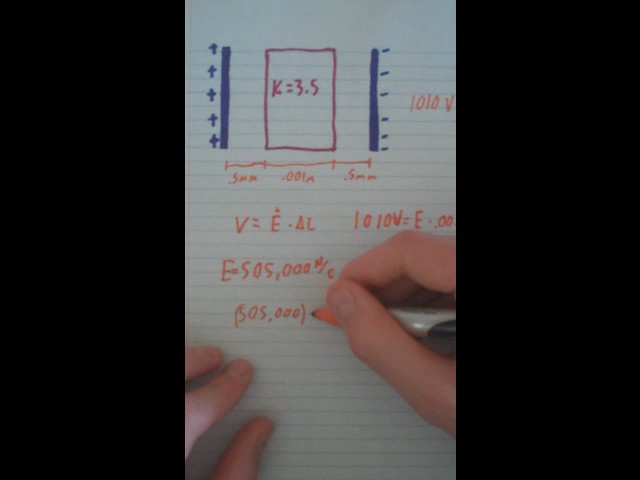 + -
+ -
+ K=3.5 - 1010 V
+ -
+ -
.5mm .001m .5mm
V = E · ΔL 1010V = E · .00
E=505,000 N/C
(505,000)